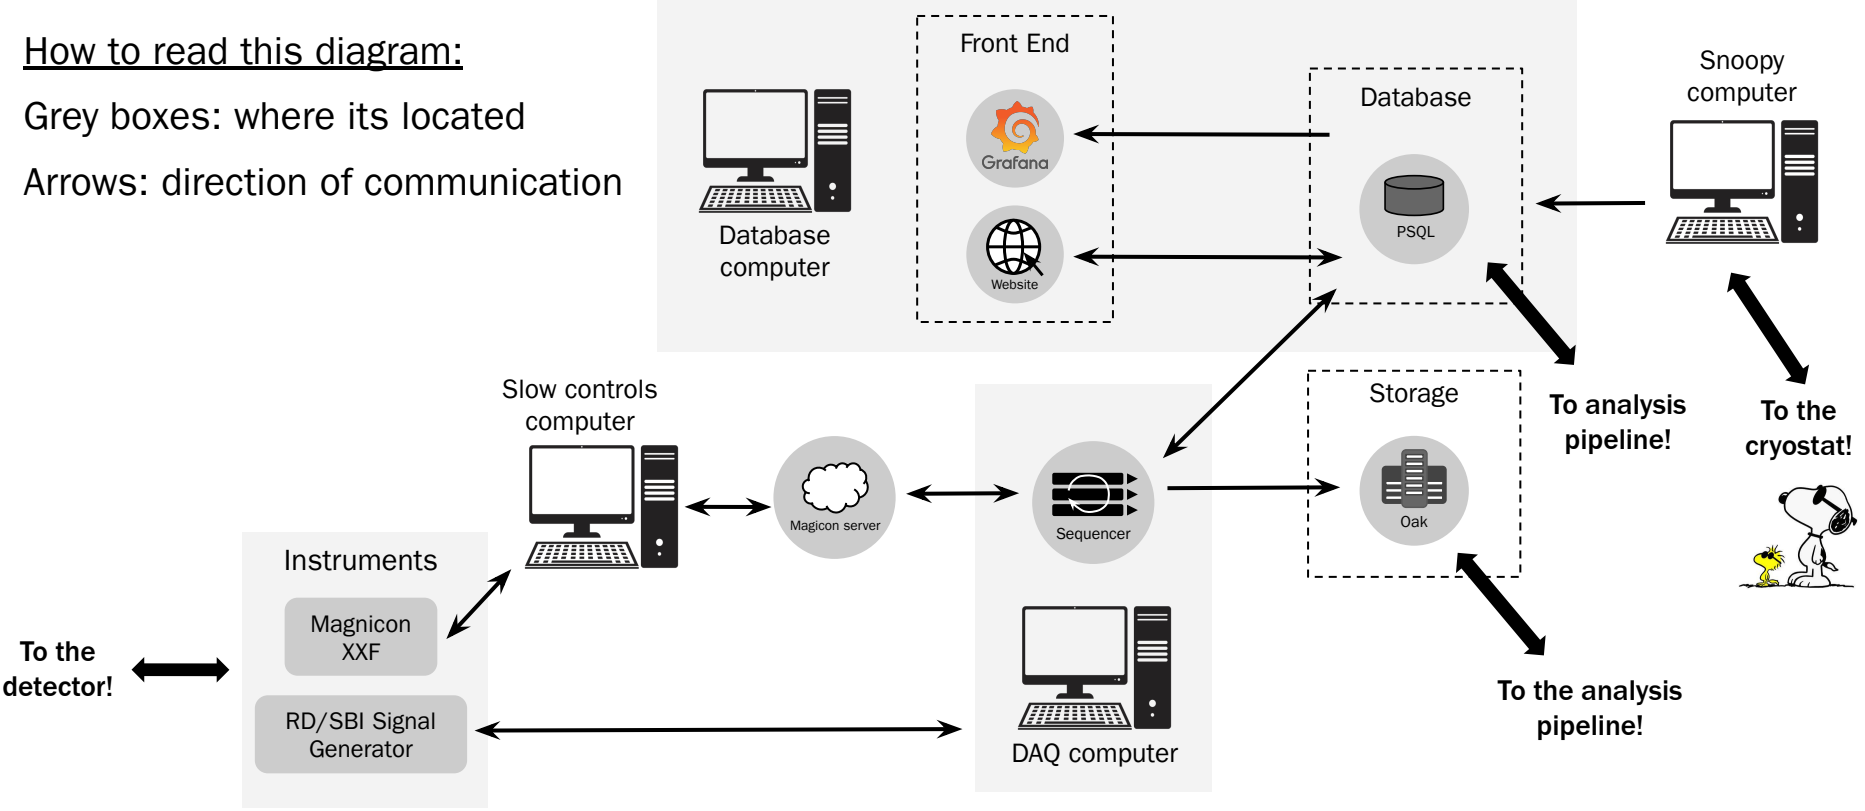 How to read this diagram:
Grey boxes: where its located
Arrows: direction of communication
Front End
Grafana
Website
Database
computer
Database
PSQL
Snoopy
computer
Slow controls
computer
Magicon server
Sequencer
DAQ computer
Storage
Oak
To analysis
pipeline!
To the
cryostat!
To the analysis
pipeline!
Instruments
Magnicon
XXF
RD/SBI Signal
Generator
To the
detector!